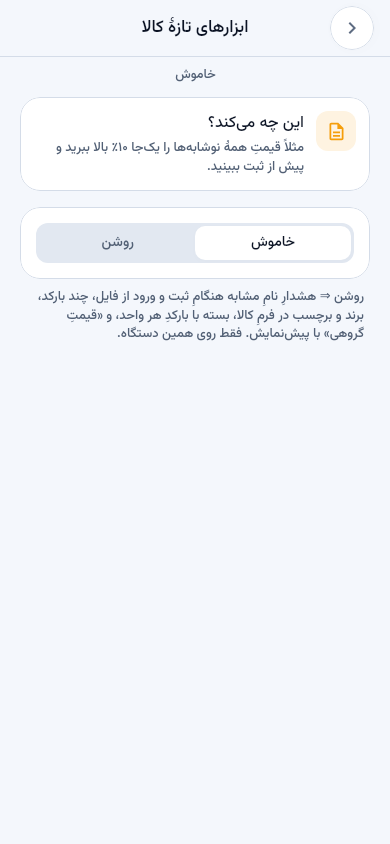 ابزارهای تازهٔ کالا
خاموش
این چه می‌کند؟
مثلاً قیمتِ همهٔ نوشابه‌ها را یک‌جا ۱۰٪ بالا ببرید و
پیش از ثبت ببینید.
خاموش
روشن
روشن ⇒ هشدارِ نامِ مشابه هنگامِ ثبت و ورود از فایل، چند بارکد،
برند و برچسب در فرمِ کالا، بسته با بارکدِ هر واحد، و «قیمتِ
گروهی» با پیش‌نمایش. فقط روی همین دستگاه.